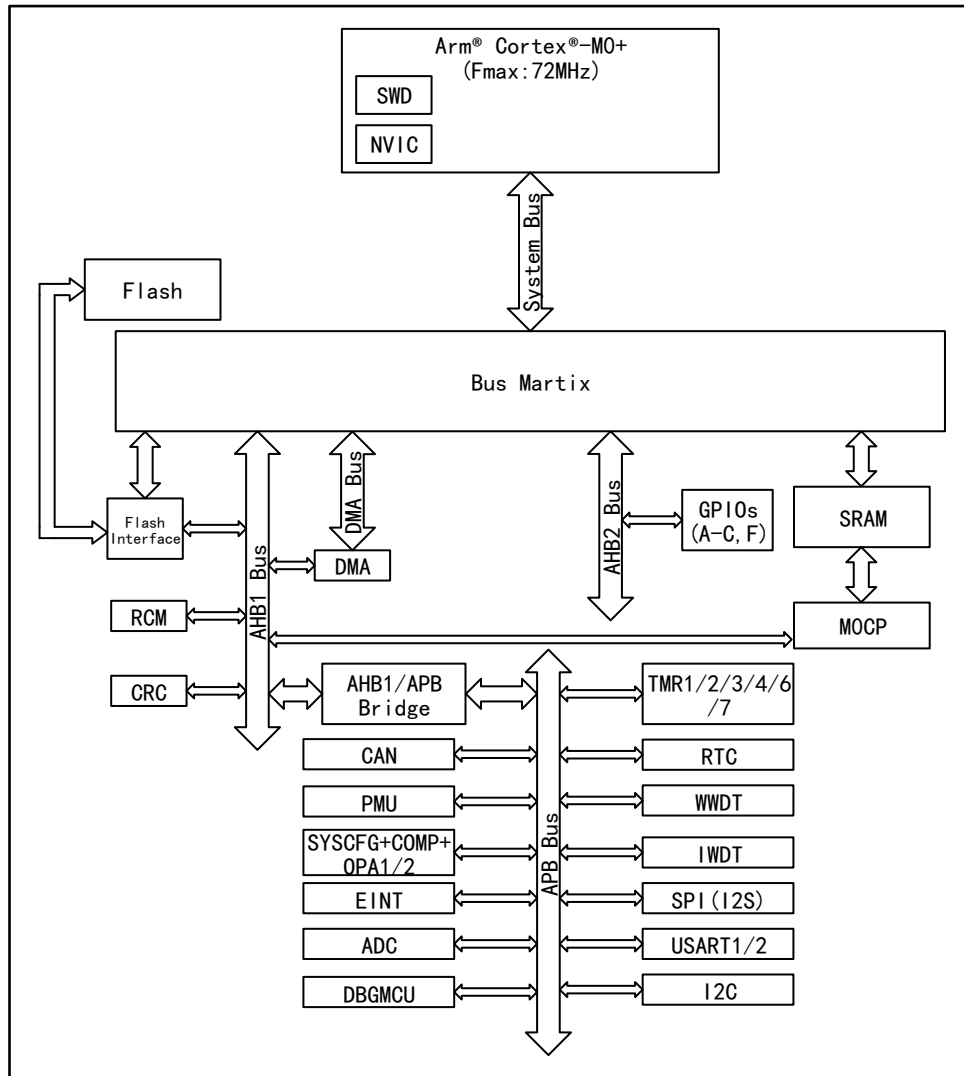 Arm® Cortex®-M0+
(Fmax:72MHz)
SWD
NVIC
System Bus
Flash
Bus Martix
Flash
Interface
AHB1 Bus
DMA Bus
DMA
AHB2 Bus
GPIOs
(A-C,F)
SRAM
RCM
M0CP
CRC
AHB1/APB
Bridge
APB Bus
TMR1/2/3/4/6
/7
CAN
RTC
PMU
WWDT
SYSCFG+COMP+
OPA1/2
IWDT
EINT
SPI(I2S)
ADC
USART1/2
DBGMCU
I2C